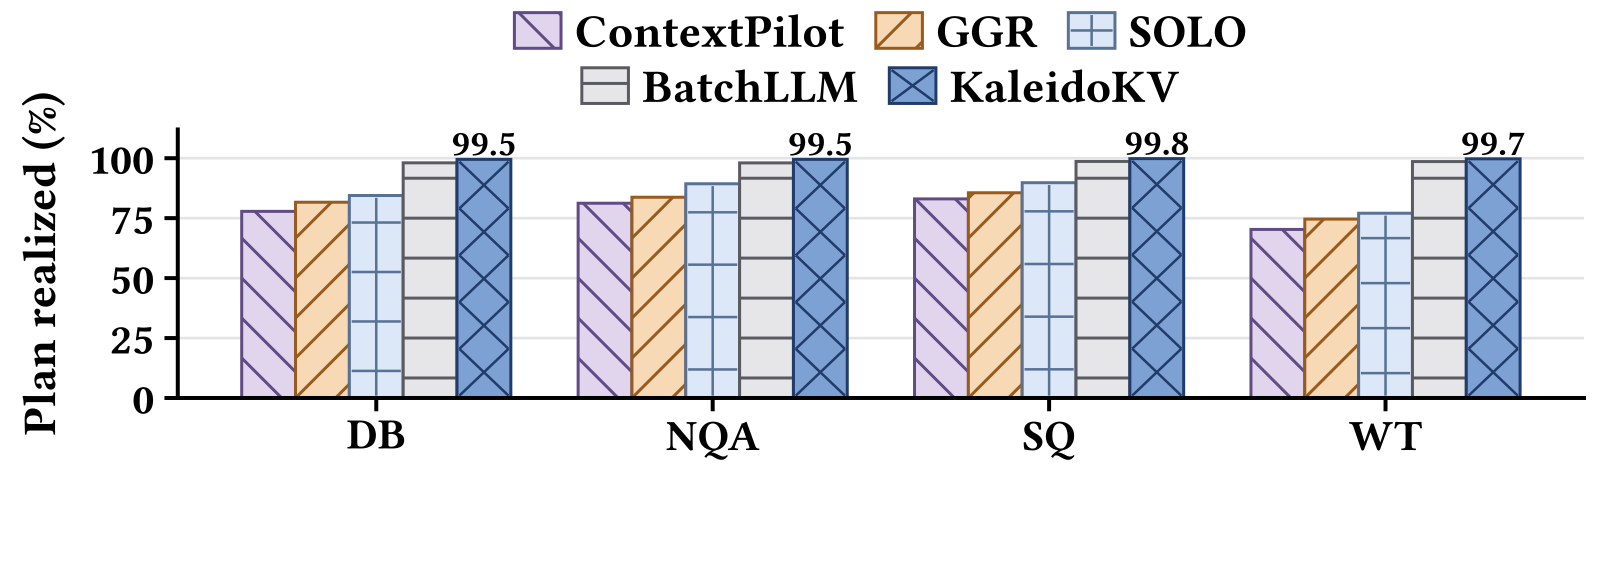 ContextPilot GGR SOLO
BatchLLM KaleidoKV
Plan realized (%)
100
75
50
25
0
99.5 99.5 99.8 99.7
DB NQA SQ WT